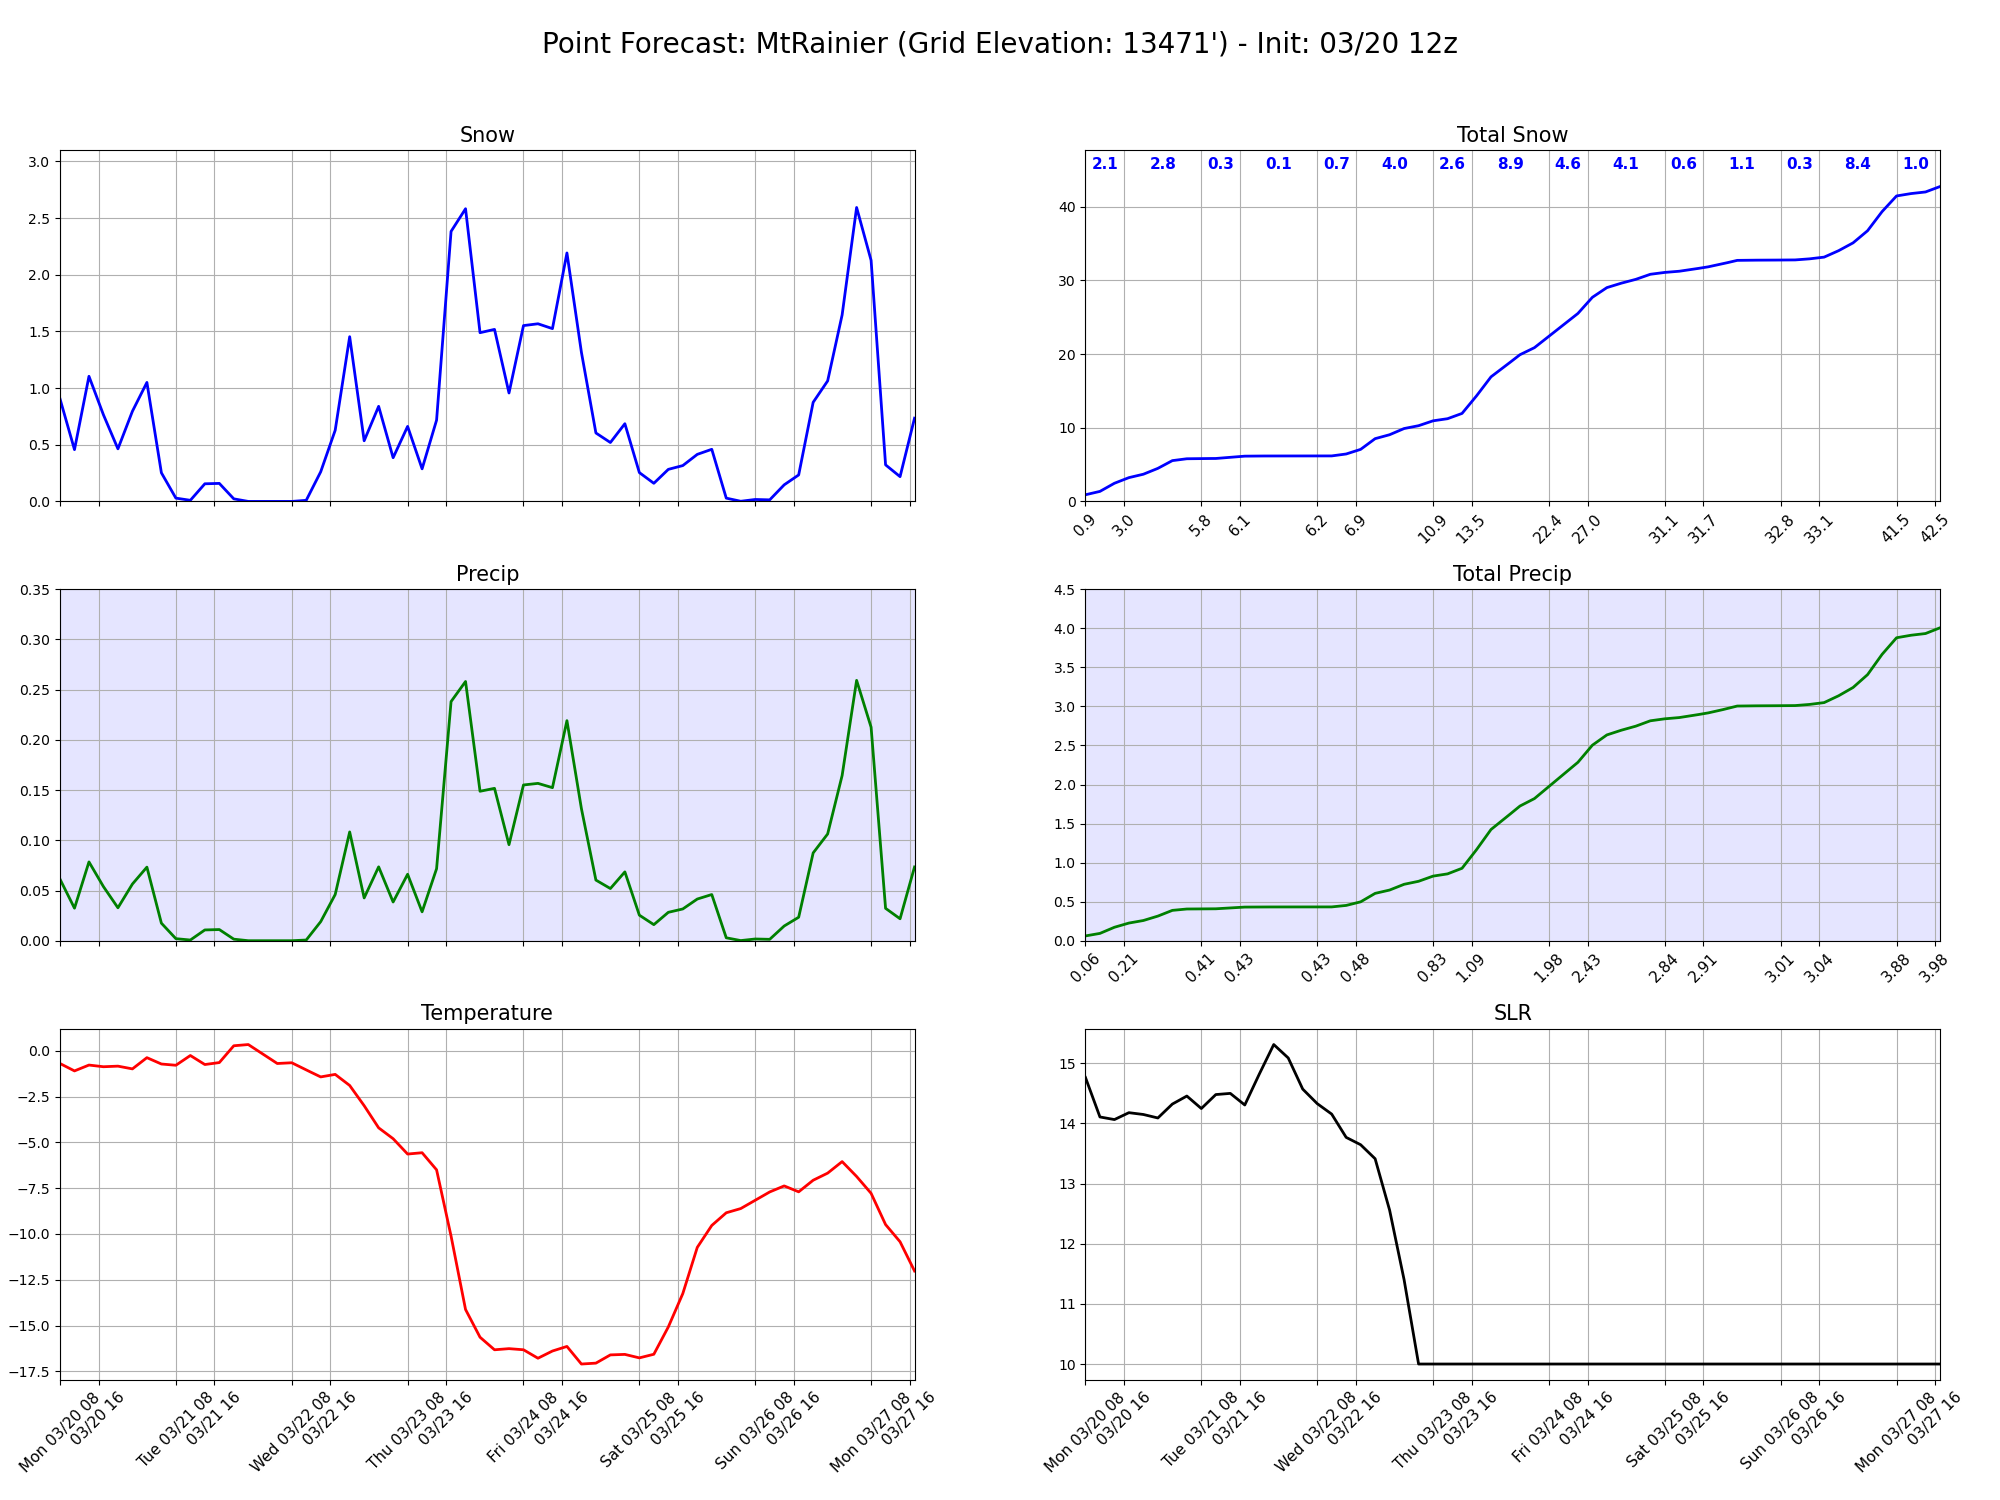 Point Forecast: MtRainier (Grid Elevation: 13471') - Init: 03/20 12z
Snow
3.0
2.5
2.0
1.5
1.0
0.5
0.0
Total Snow
2.1 2.8 0.3 0.1 0.7 4.0 2.6 8.9 4.6 4.1 0.6 1.1 0.3 8.4 1.0
40
30
20
10
0
0.9 3.0 5.8 6.1 6.2 6.9 10.9 13.5 22.4 27.0 31.1 31.7 32.8 33.1 41.5 42.5
Precip
0.35
0.30
0.25
0.20
0.15
0.10
0.05
0.00
Total Precip
4.5
4.0
3.5
3.0
2.5
2.0
1.5
1.0
0.5
0.0
0.06 0.21 0.41 0.43 0.43 0.48 0.83 1.09 1.98 2.43 2.84 2.91 3.01 3.04 3.88 3.98
Temperature
0.0
−2.5
−5.0
−7.5
−10.0
−12.5
−15.0
−17.5
Mon 03/20 08
03/20 16
Tue 03/21 08
03/21 16
Wed 03/22 08
03/22 16
Thu 03/23 08
03/23 16
Fri 03/24 08
03/24 16
Sat 03/25 08
03/25 16
Sun 03/26 08
03/26 16
Mon 03/27 08
03/27 16
SLR
15
14
13
12
11
10
Mon 03/20 08
03/20 16
Tue 03/21 08
03/21 16
Wed 03/22 08
03/22 16
Thu 03/23 08
03/23 16
Fri 03/24 08
03/24 16
Sat 03/25 08
03/25 16
Sun 03/26 08
03/26 16
Mon 03/27 08
03/27 16